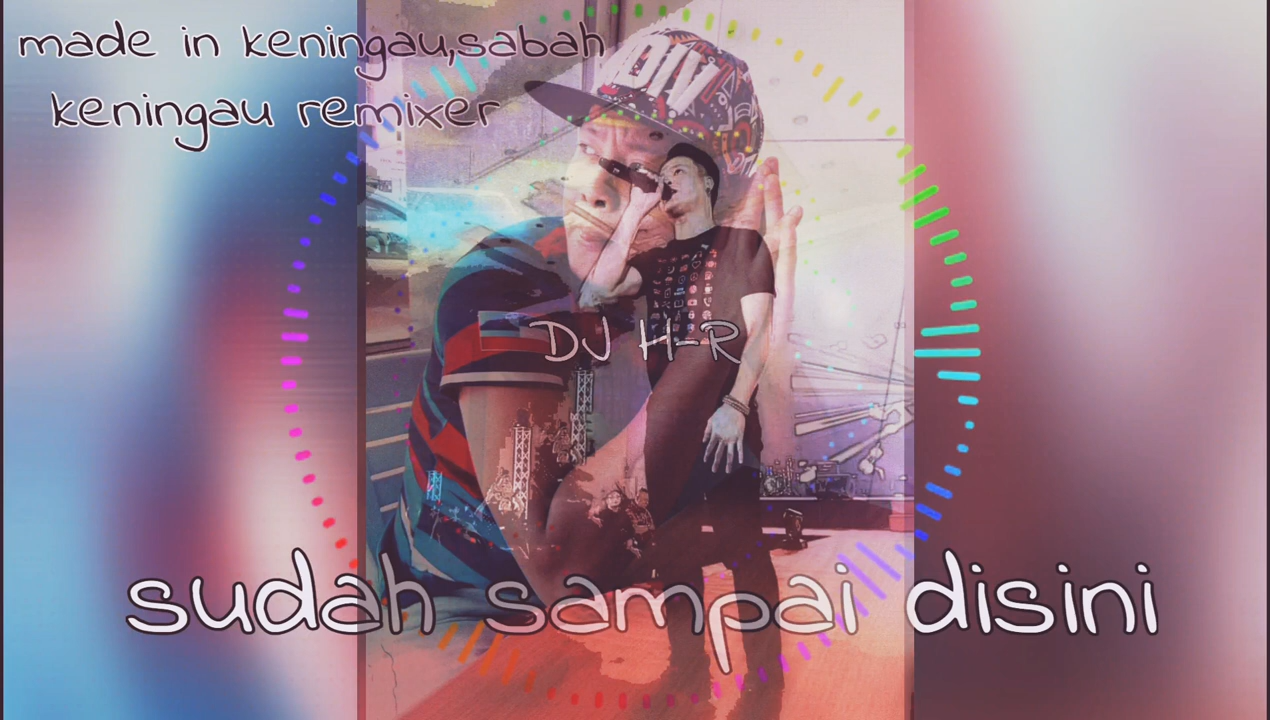 made in keningau,sabah
keningau remixer
DJ H-R
sudah sampai disini